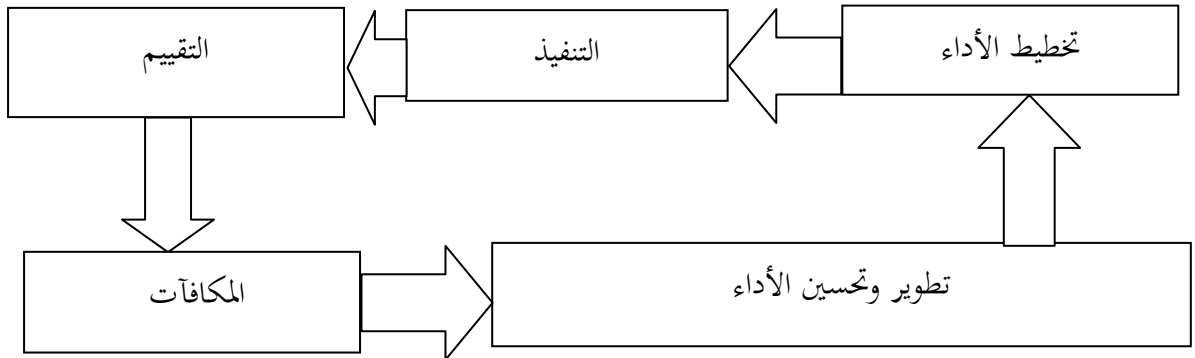 تخطيط الأداء
التنفيذ
التقييم
المكافآت
تطوير وتحسين الأداء